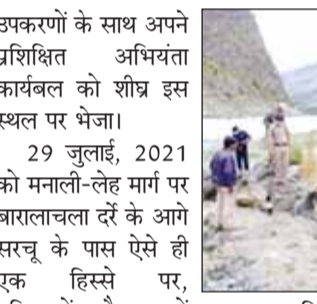 उपकरणों के साथ अपने
प्रशिक्षित अभियंता
कार्यबल को शीघ्र इस
स्थल पर भेजा।
29 जुलाई, 2021
को मनाली-लेह मार्ग पर
बारालाचला दर्रे के आगे
सरचू के पास ऐसे ही
एक हिस्से पर,